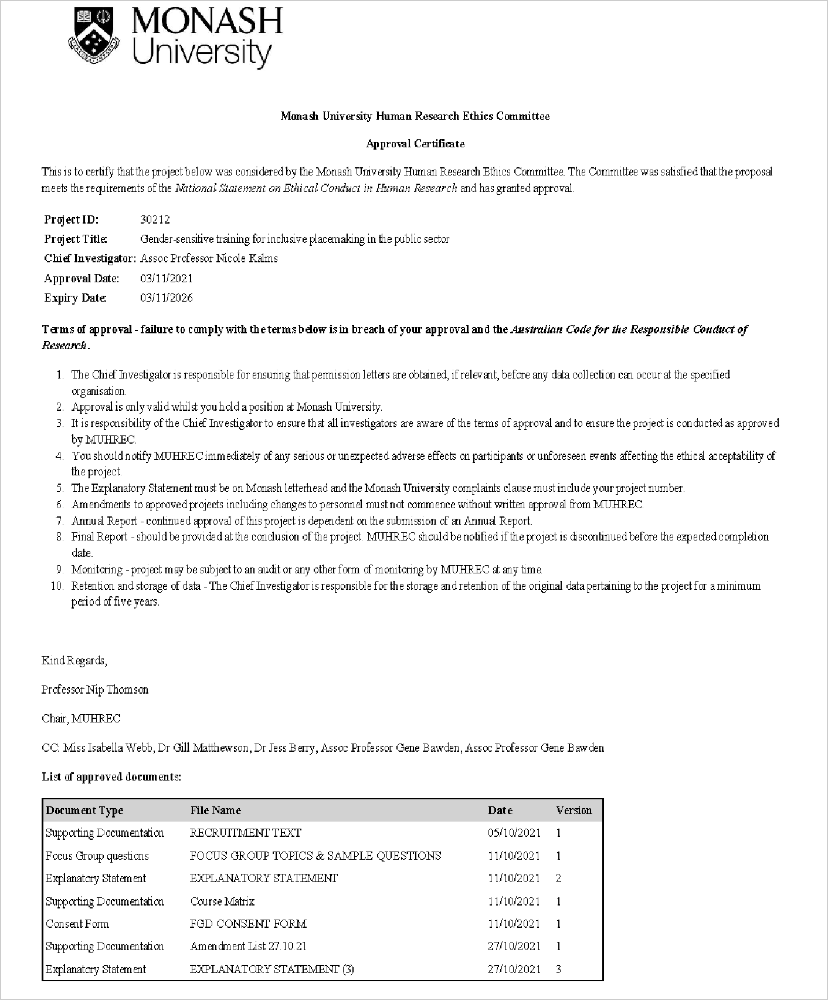 MONASH
University
Monash University Human Research Ethics Committee
Approval Certificate
This is to certify that the project below was considered by the Monash University Human Research Ethics Committee. The Committee was satisfied that the proposal
meets the requirements of the National Statement on Ethical Conduct in Human Research and has granted approval.
Project ID: 30212
Project Title: Gender-sensitive training for inclusive placemaking in the public sector
Chief Investigator: Assoc Professor Nicole Kalms
Approval Date: 03/11/2021
Expiry Date: 03/11/2026
Terms of approval - failure to comply with the terms below is in breach of your approval and the Australian Code for the Responsible Conduct of
Research.
1. The Chief Investigator is responsible for ensuring that permission letters are obtained, if relevant, before any data collection can occur at the specified
organisation.
2. Approval is only valid whilst you hold a position at Monash University.
3. It is responsibility of the Chief Investigator to ensure that all investigators are aware of the terms of approval and to ensure the project is conducted as approved
by MUHREC.
4. You should notify MUHREC immediately of any serious or unexpected adverse effects on participants or unforeseen events affecting the ethical acceptability of
the project.
5. The Explanatory Statement must be on Monash letterhead and the Monash University complaints clause must include your project number.
6. Amendments to approved projects including changes to personnel must not commence without written approval from MUHREC.
7. Annual Report - continued approval of this project is dependent on the submission of an Annual Report.
8. Final Report - should be provided at the conclusion of the project. MUHREC should be notified if the project is discontinued before the expected completion
date.
9. Monitoring - project may be subject to an audit or any other form of monitoring by MUHREC at any time.
10. Retention and storage of data - The Chief Investigator is responsible for the storage and retention of the original data pertaining to the project for a minimum
period of five years.
Kind Regards,
Professor Nip Thomson
Chair, MUHREC
CC: Miss Isabella Webb, Dr Gill Matthewson, Dr Jess Berry, Assoc Professor Gene Bawden, Assoc Professor Gene Bawden
List of approved documents:
Document Type File Name Date Version
Supporting Documentation RECRUITMENT TEXT 05/10/2021 1
Focus Group questions FOCUS GROUP TOPICS & SAMPLE QUESTIONS 11/10/2021 1
Explanatory Statement EXPLANATORY STATEMENT 11/10/2021 2
Supporting Documentation Course Matrix 11/10/2021 1
Consent Form FGD CONSENT FORM 11/10/2021 1
Supporting Documentation Amendment List 27.10.21 27/10/2021 1
Explanatory Statement EXPLANATORY STATEMENT (3) 27/10/2021 3